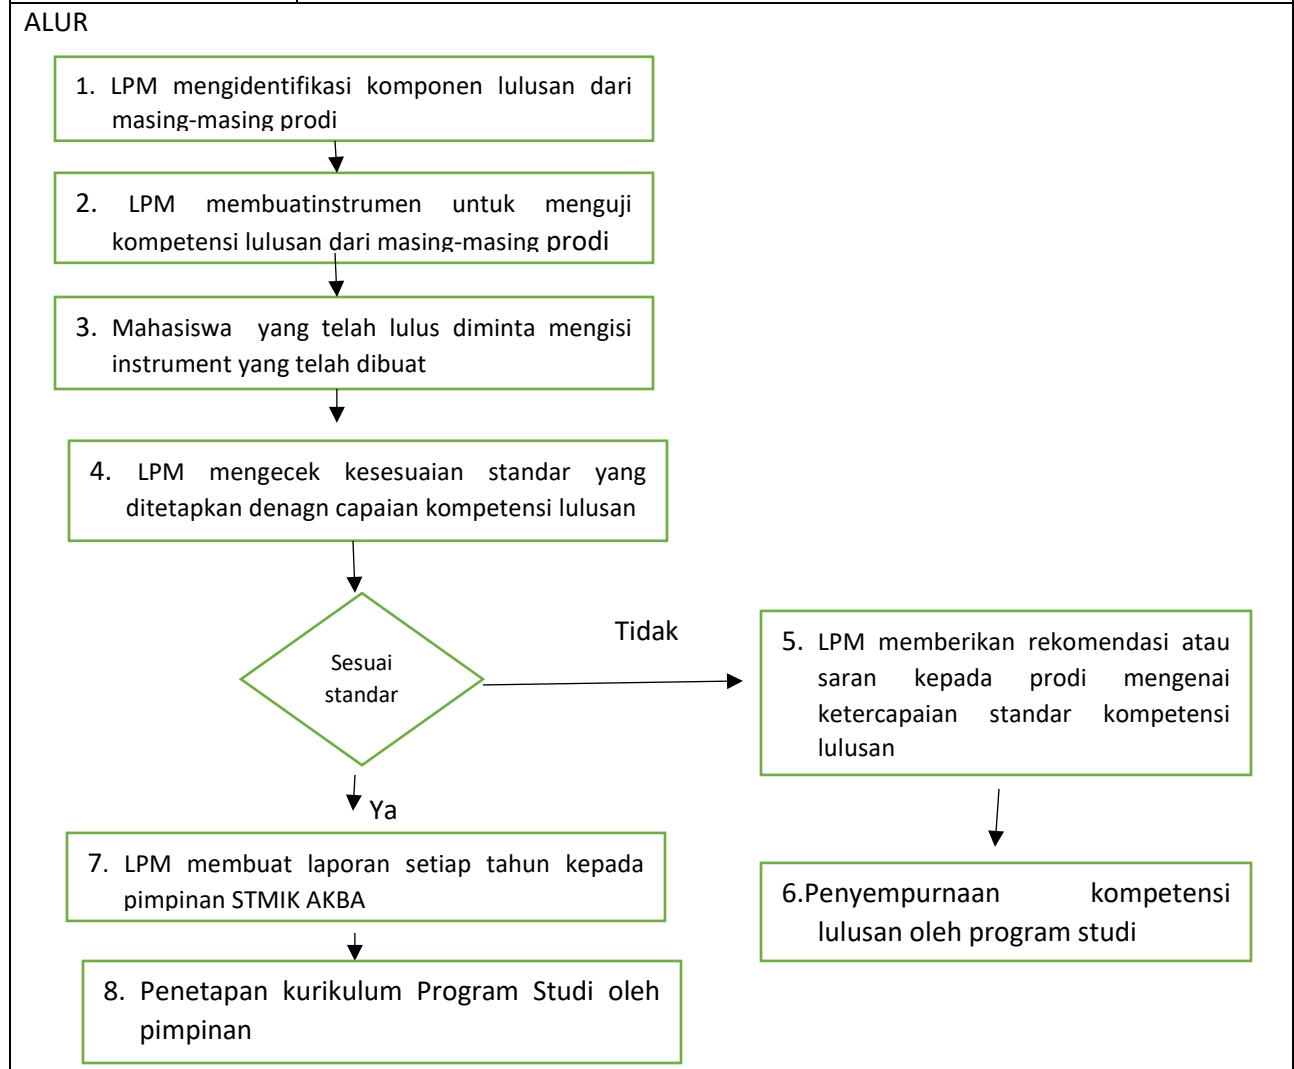 ALUR
1. LPM mengidentifikasi komponen lulusan dari
masing-masing prodi
2. LPM membuatinstrumen untuk menguji
kompetensi lulusan dari masing-masing prodi
3. Mahasiswa yang telah lulus diminta mengisi
instrument yang telah dibuat
4. LPM mengecek kesesuaian standar yang
ditetapkan denagn capaian kompetensi lulusan
Sesuai
standar
Tidak
5. LPM memberikan rekomendasi atau
saran kepada prodi mengenai
ketercapaian standar kompetensi
lulusan
6.Penyempurnaan kompetensi
lulusan oleh program studi
Ya
7. LPM membuat laporan setiap tahun kepada
pimpinan STMIK AKBA
8. Penetapan kurikulum Program Studi oleh
pimpinan